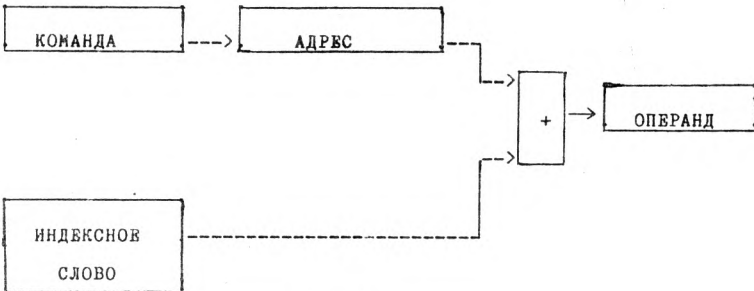 КОМАНДА
АДРЕС
+
ОПЕРАНД
ИНДЕКСНОЕ
СЛОВО